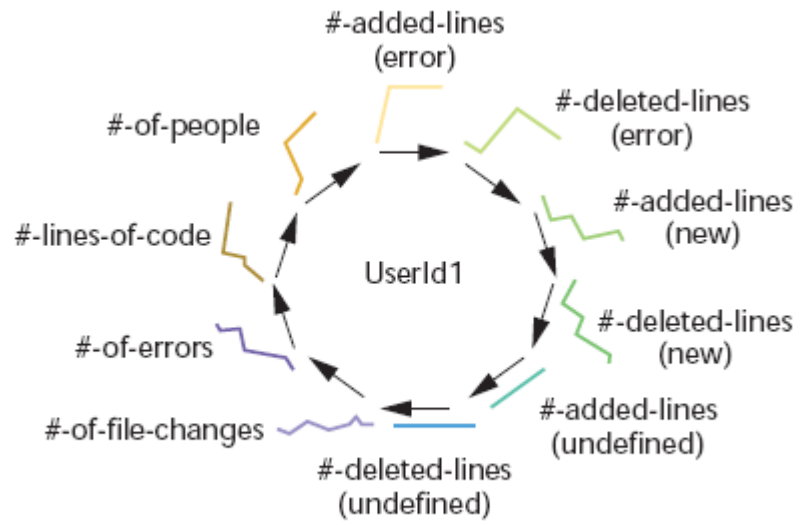 #-added-lines
(error)
#-deleted-lines
(error)
#-of-people
#-added-lines
(new)
#-lines-of-code
UserId1
#-deleted-lines
(new)
#-of-errors
#-added-lines
(undefined)
#-of-file-changes
#-deleted-lines
(undefined)